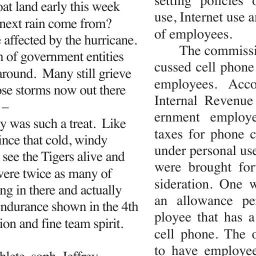 oat land early this week
next rain come from?
affected by the hurricane.
of government entities
around. Many still grieve
ose storms now out there
–
y was such a treat. Like
ince that cold, windy
see the Tigers alive and
were twice as many of
ng in there and actually
endurance shown in the 4th
ion and fine team spirit.
setting policies
use, Internet use
of employees.
The commissi
cussed cell phone
employees. Acco
Internal Revenue
ernment employe
taxes for phone c
under personal use
were brought for
sideration. One w
an allowance pe
ployee that has a
cell phone. The o
to have employee